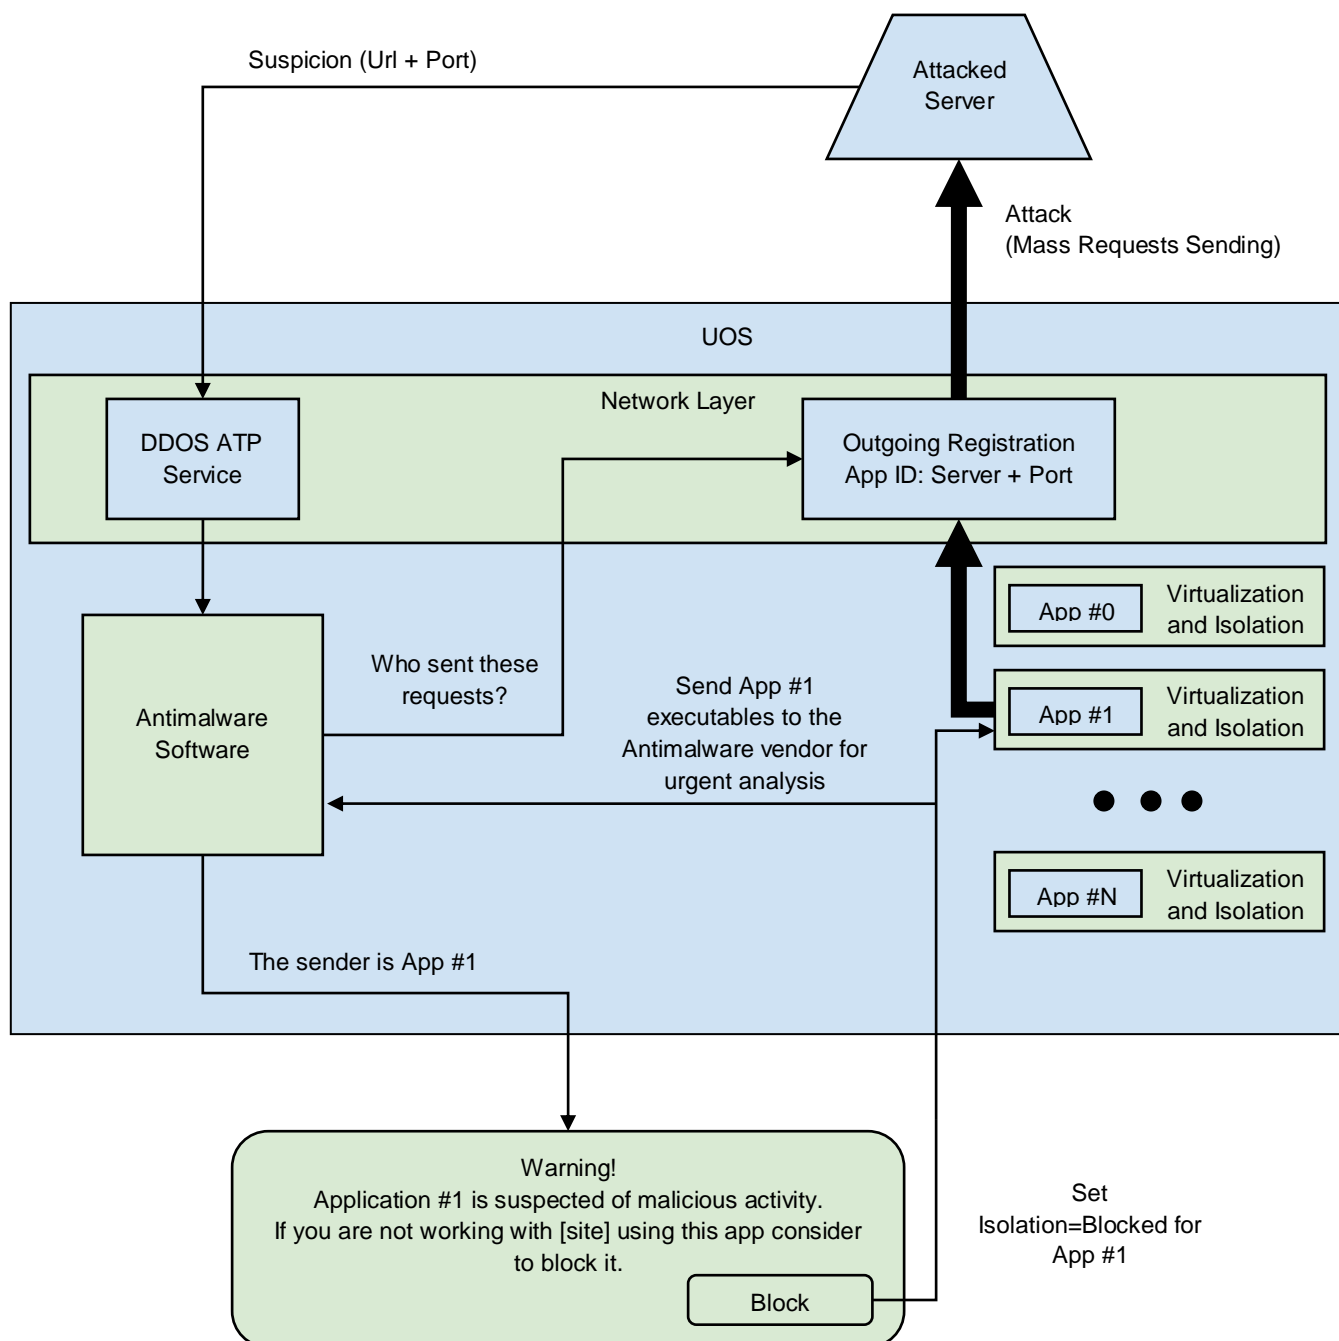 Suspicion (Url + Port)
Attacked
Server
Attack
(Mass Requests Sending)
UOS
Network Layer
DDOS ATP
Service
Outgoing Registration
App ID: Server + Port
App #0
Virtualization
and Isolation
Who sent these
requests?
Send App #1
executables to the
Antimalware vendor for
urgent analysis
App #1
Virtualization
and Isolation
Antimalware
Software
App #N
Virtualization
and Isolation
The sender is App #1
Warning!
Application #1 is suspected of malicious activity.
If you are not working with [site] using this app consider
to block it.
Block
Set
Isolation=Blocked for
App #1